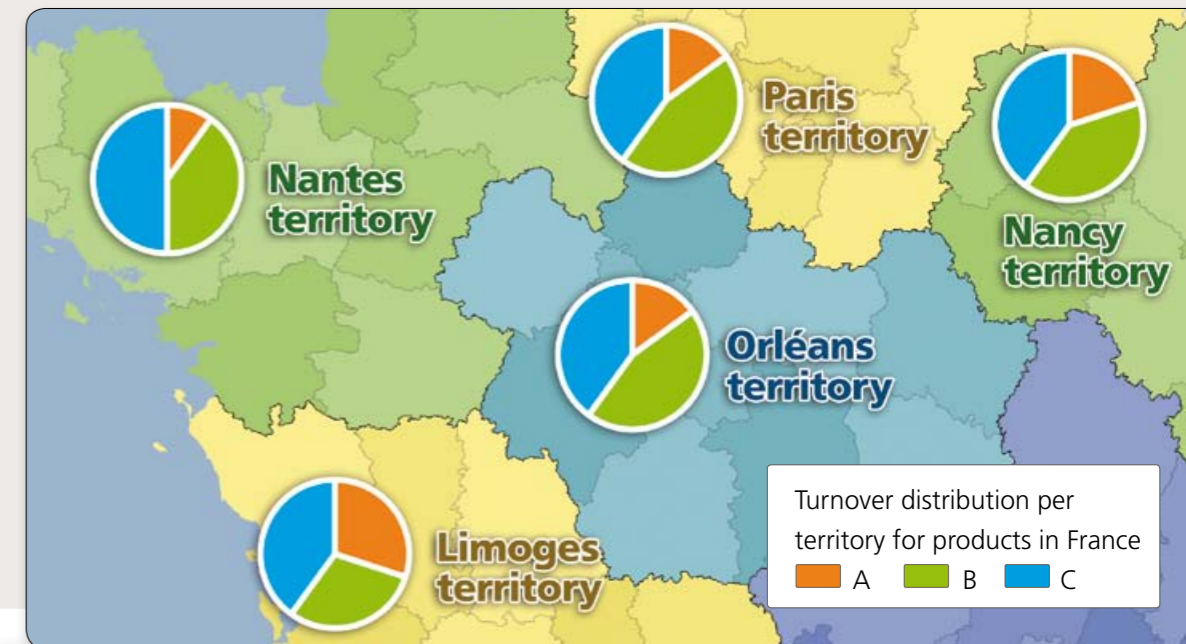 Paris
territory
Nantes
territory
Nancy
territory
Orléans
territory
Limoges
territory
Turnover distribution per
territory for products in France
A B C